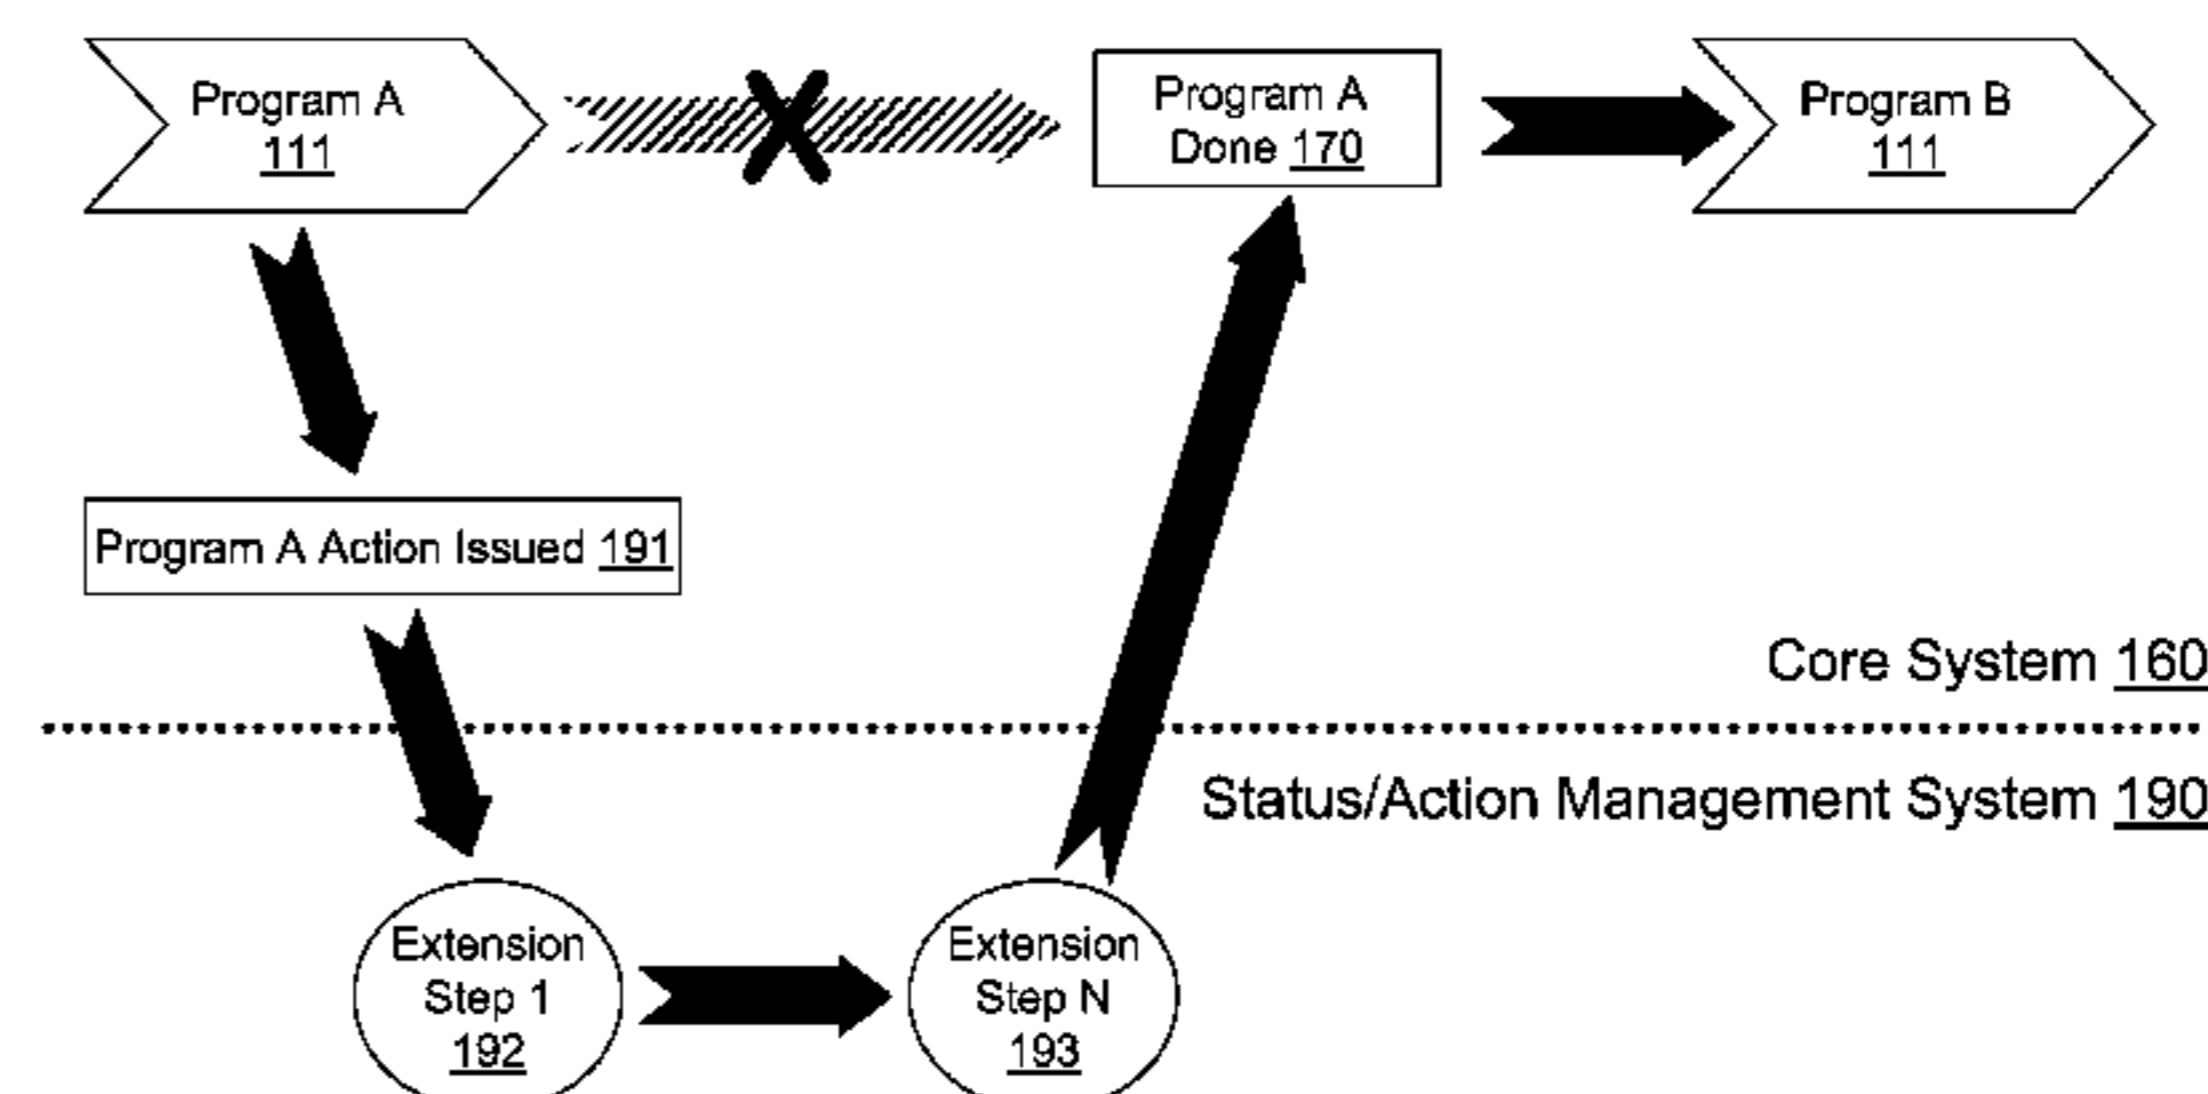 Program A
111
Program A
Done 170
Program B
111
Program A Action Issued 191
Core System 160
Status/Action Management System 190
Extension
Step 1
192
Extension
Step N
193